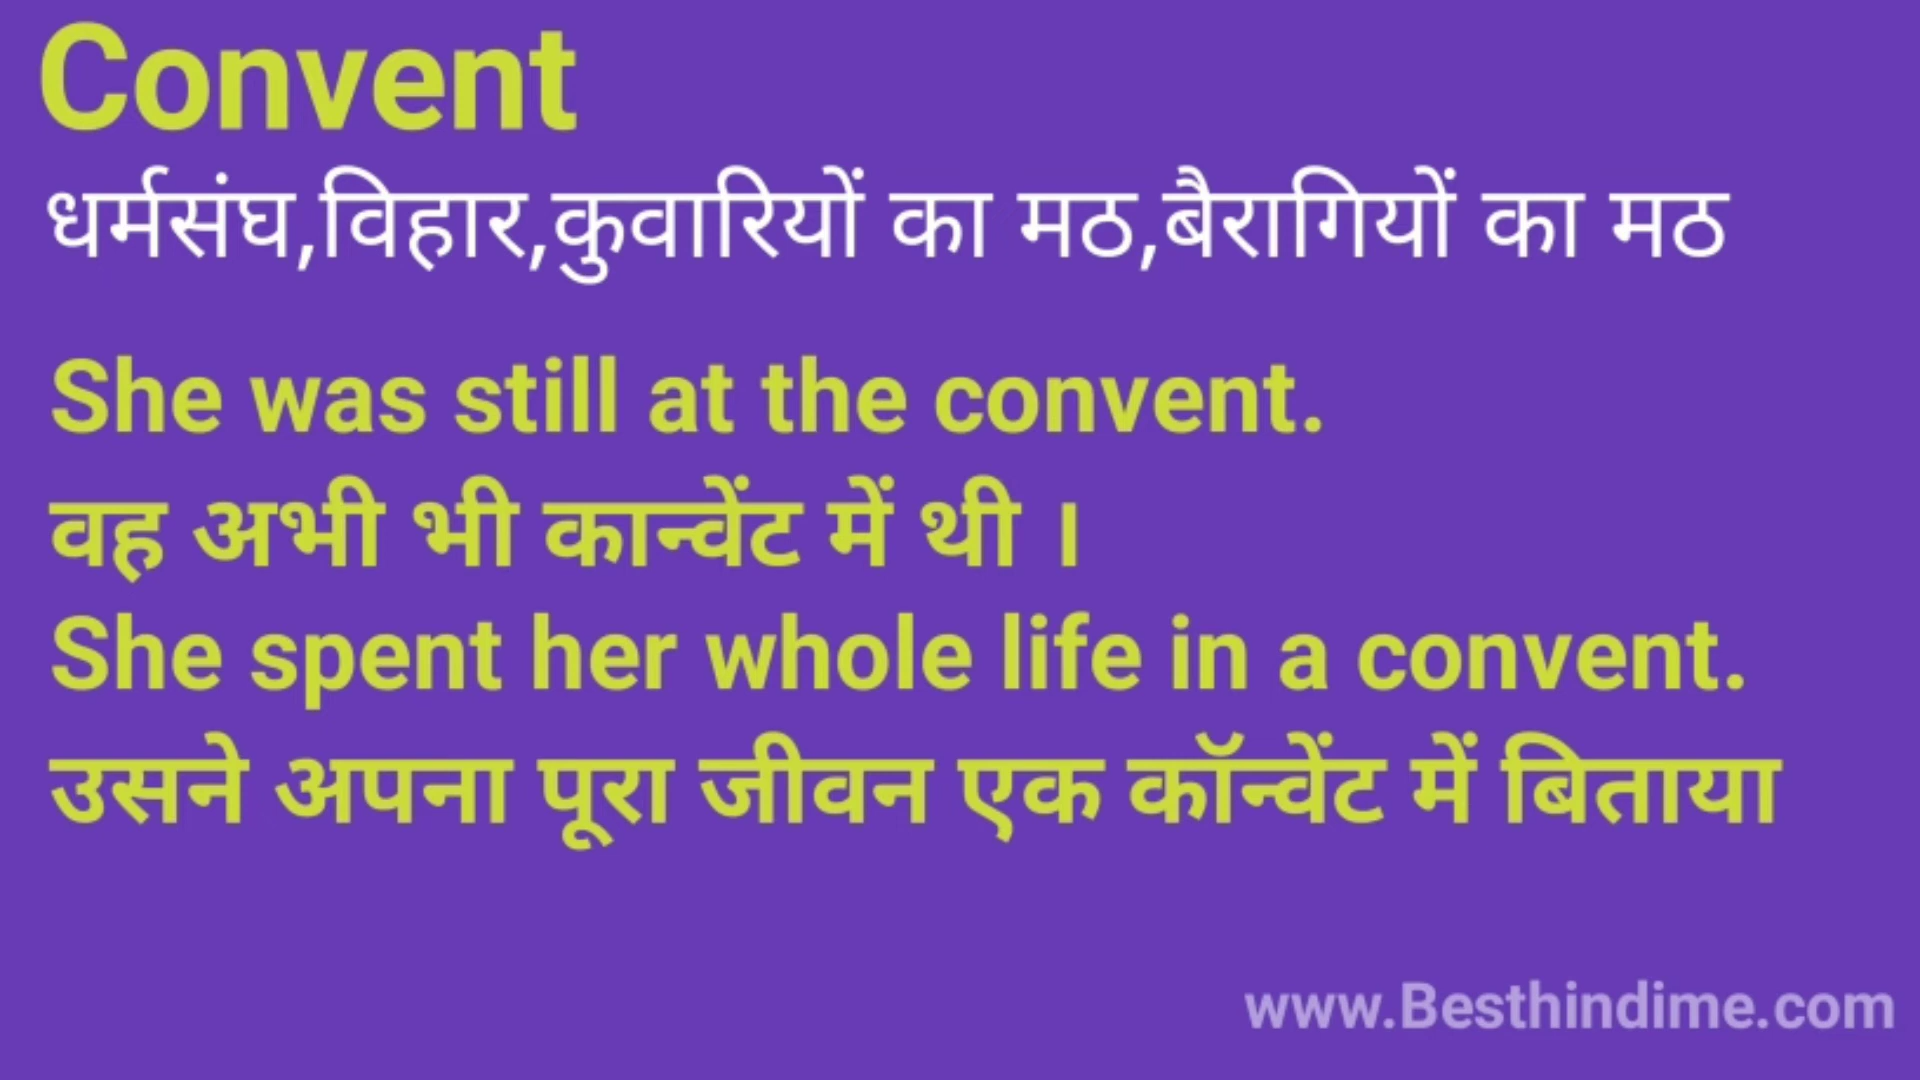 Convent
धर्मसंघ,विहार,कुवारियों का मठ,बैरागियों का मठ
She was still at the convent.
वह अभी भी कान्वेंट में थी ।
She spent her whole life in a convent.
उसने अपना पूरा जीवन एक कॉन्वेंट में बिताया
www.Besthindime.com